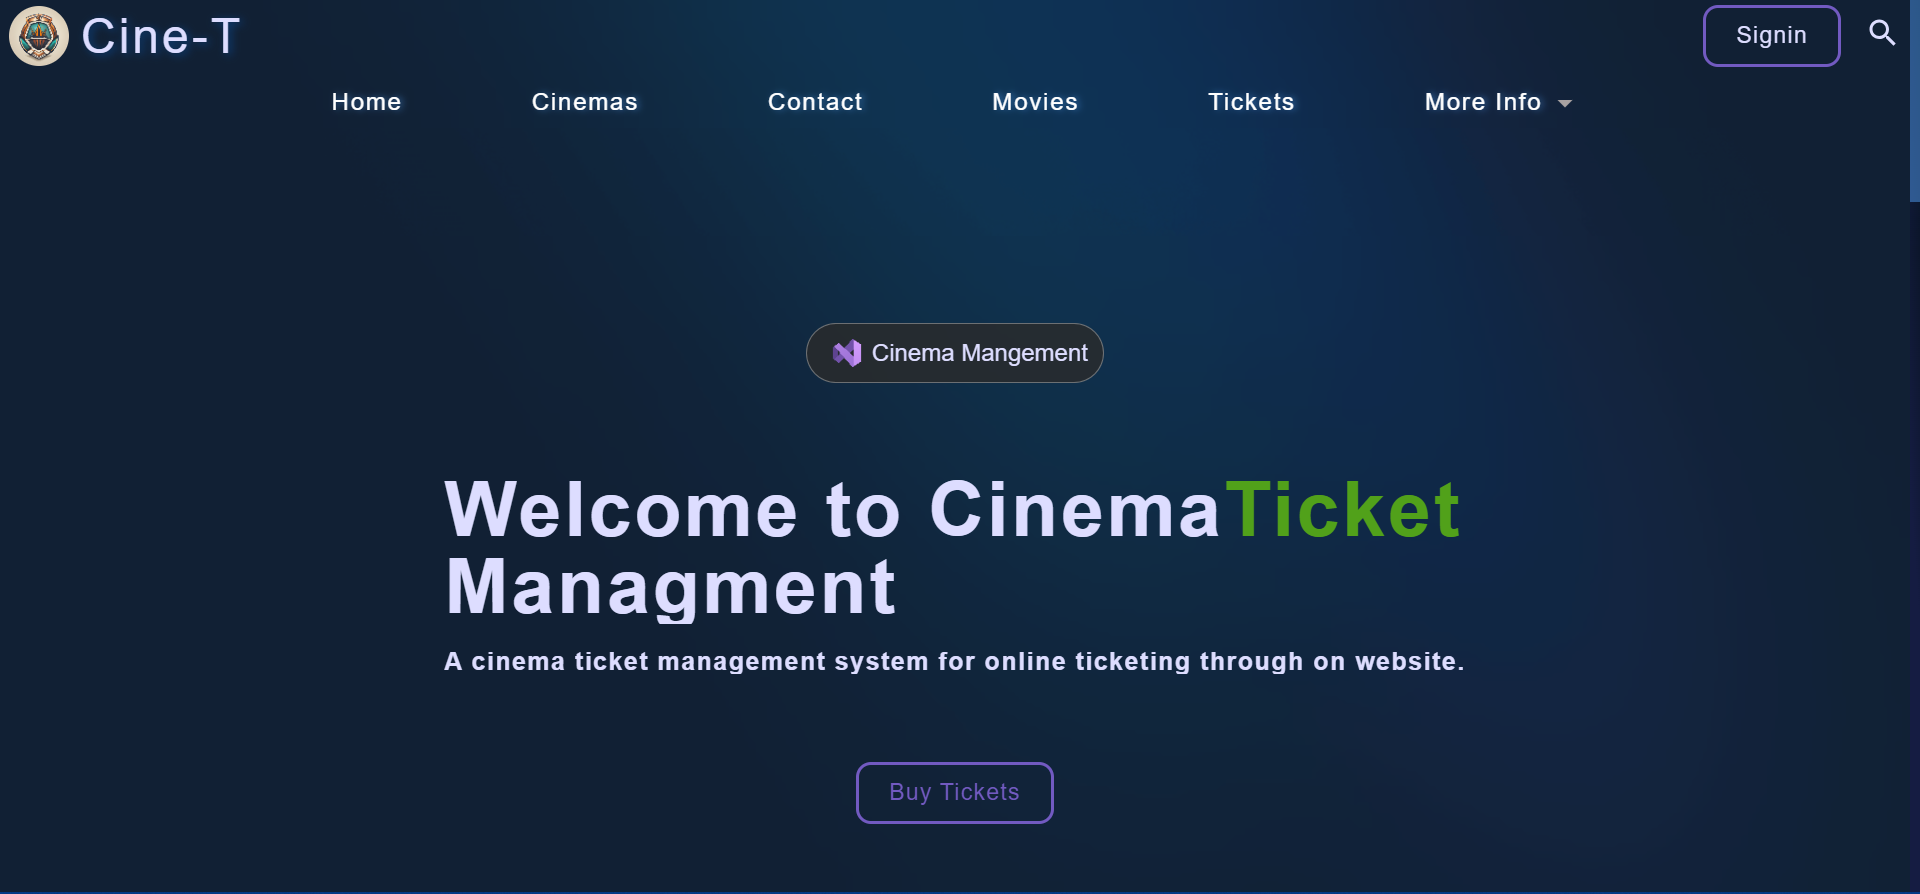 Cine-T
Signin
Home
Cinemas
Contact
Movies
Tickets
More Info
Cinema Mangement
Welcome to CinemaTicket
Managment
A cinema ticket management system for online ticketing through on website.
Buy Tickets